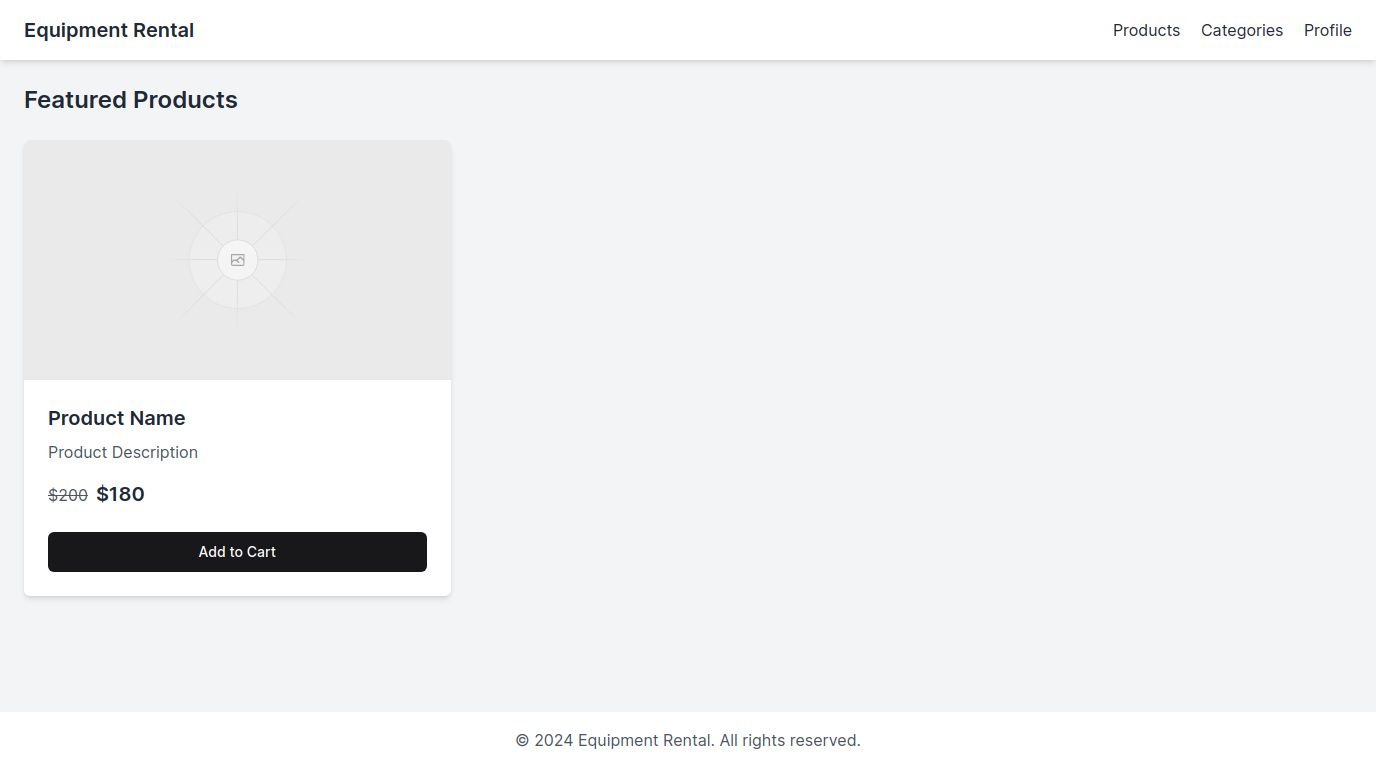 Equipment Rental
Products Categories Profile
Featured Products
Product Name
Product Description
$200 $180
Add to Cart
© 2024 Equipment Rental. All rights reserved.